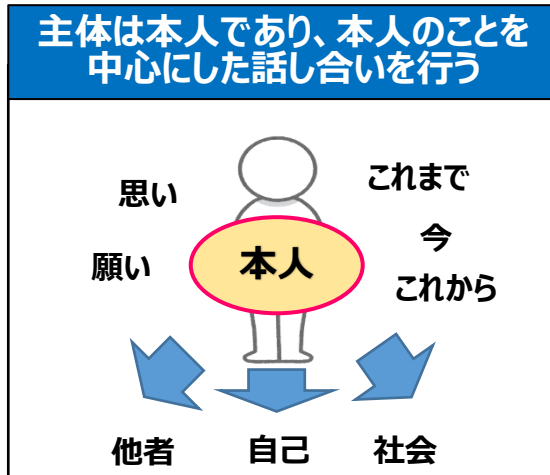 主体は本人であり、本人のことを
中心にした話し合いを行う
思い
願い
本人
これまで
今
これから
他者
自己
社会